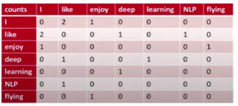 counts I like enjoy deep learning NLP flying
I 0 2 1 0 0 0 0
like 2 0 0 1 0 1 0
enjoy 1 0 0 0 0 0 1
deep 0 1 0 0 1 0 0
learning 0 0 0 1 0 0 0
NLP 0 1 0 0 0 0 0
flying 0 0 1 0 0 0 0